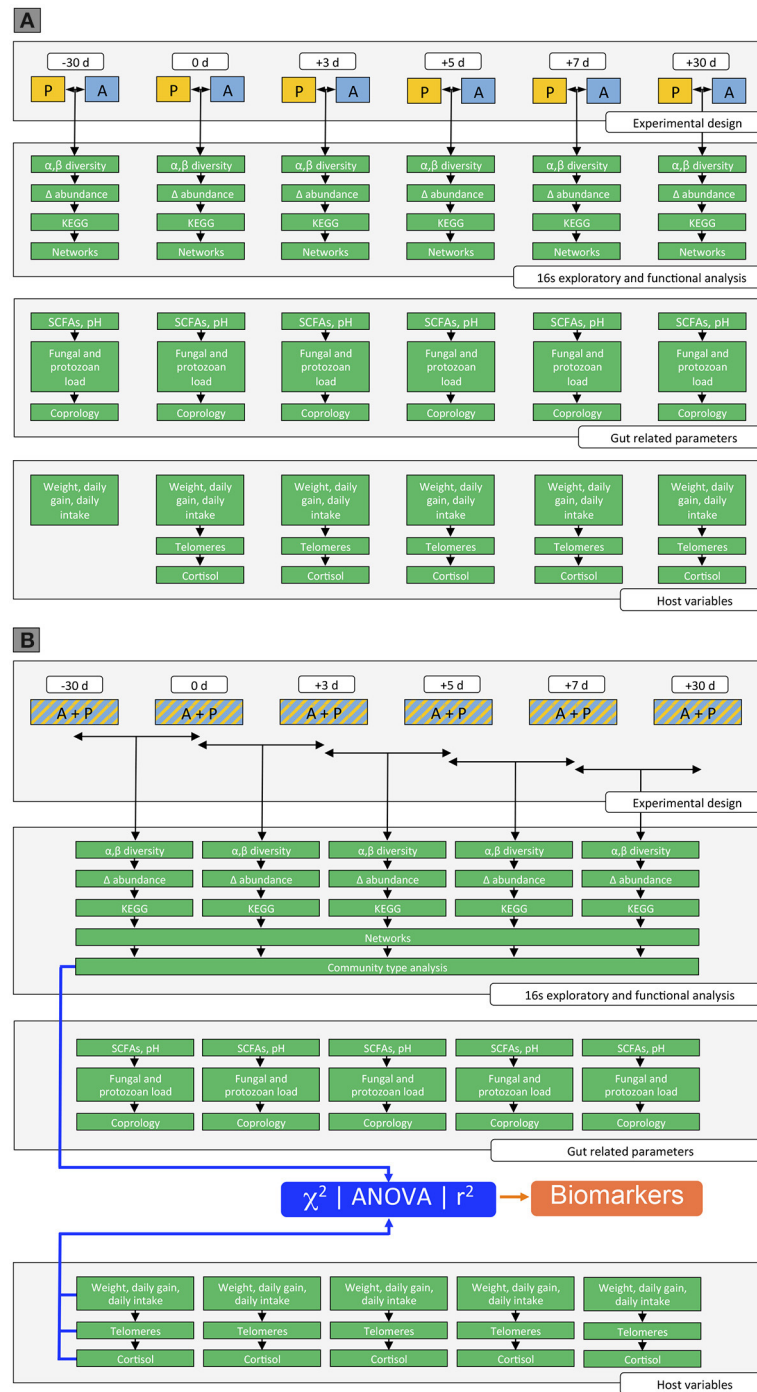 A
-30 d 0 d +3 d +5 d +7 d +30 d
P A P A P A P A P A P A
Experimental design
α,β diversity α,β diversity α,β diversity α,β diversity α,β diversity α,β diversity
Δ abundance Δ abundance Δ abundance Δ abundance Δ abundance Δ abundance
KEGG KEGG KEGG KEGG KEGG KEGG
Networks Networks Networks Networks Networks Networks
16s exploratory and functional analysis
SCFAs, pH SCFAs, pH SCFAs, pH SCFAs, pH SCFAs, pH SCFAs, pH
Fungal and Fungal and Fungal and Fungal and Fungal and Fungal and
protozoan protozoan protozoan protozoan protozoan protozoan
load load load load load load
Coprology Coprology Coprology Coprology Coprology Coprology
Gut related parameters
Weight, daily Weight, daily Weight, daily Weight, daily Weight, daily Weight, daily
gain, daily gain, daily gain, daily gain, daily gain, daily gain, daily
intake intake intake intake intake intake
Telomeres Telomeres Telomeres Telomeres Telomeres
Cortisol Cortisol Cortisol Cortisol Cortisol
Host variables
B
-30 d 0 d +3 d +5 d +7 d +30 d
A + P A + P A + P A + P A + P A + P
Experimental design
α,β diversity α,β diversity α,β diversity α,β diversity α,β diversity
Δ abundance Δ abundance Δ abundance Δ abundance Δ abundance
KEGG KEGG KEGG KEGG KEGG
Networks
Community type analysis
16s exploratory and functional analysis
SCFAs, pH SCFAs, pH SCFAs, pH SCFAs, pH SCFAs, pH
Fungal and Fungal and Fungal and Fungal and Fungal and
protozoan load protozoan load protozoan load protozoan load protozoan load
Coprology Coprology Coprology Coprology Coprology
Gut related parameters
χ² | ANOVA | r² Biomarkers
Weight, daily gain, Weight, daily gain, Weight, daily gain, Weight, daily gain, Weight, daily gain,
daily intake daily intake daily intake daily intake daily intake
Telomeres Telomeres Telomeres Telomeres Telomeres
Cortisol Cortisol Cortisol Cortisol Cortisol
Host variables